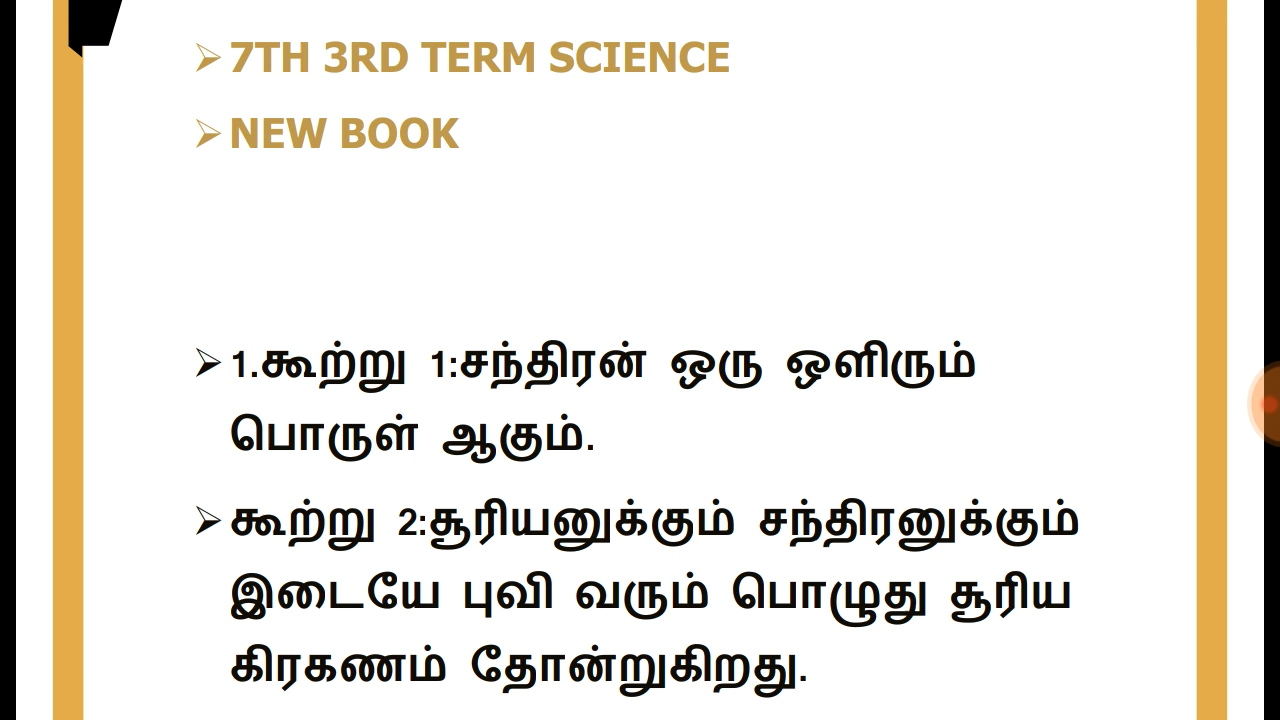 ➢ 7TH 3RD TERM SCIENCE
➢ NEW BOOK
➢ 1.கூற்று 1:சந்திரன் ஒரு ஒளிரும்
பொருள் ஆகும்.
➢ கூற்று 2:சூரியனுக்கும் சந்திரனுக்கும்
இடையே புவி வரும் பொழுது சூரிய
கிரகணம் தோன்றுகிறது.